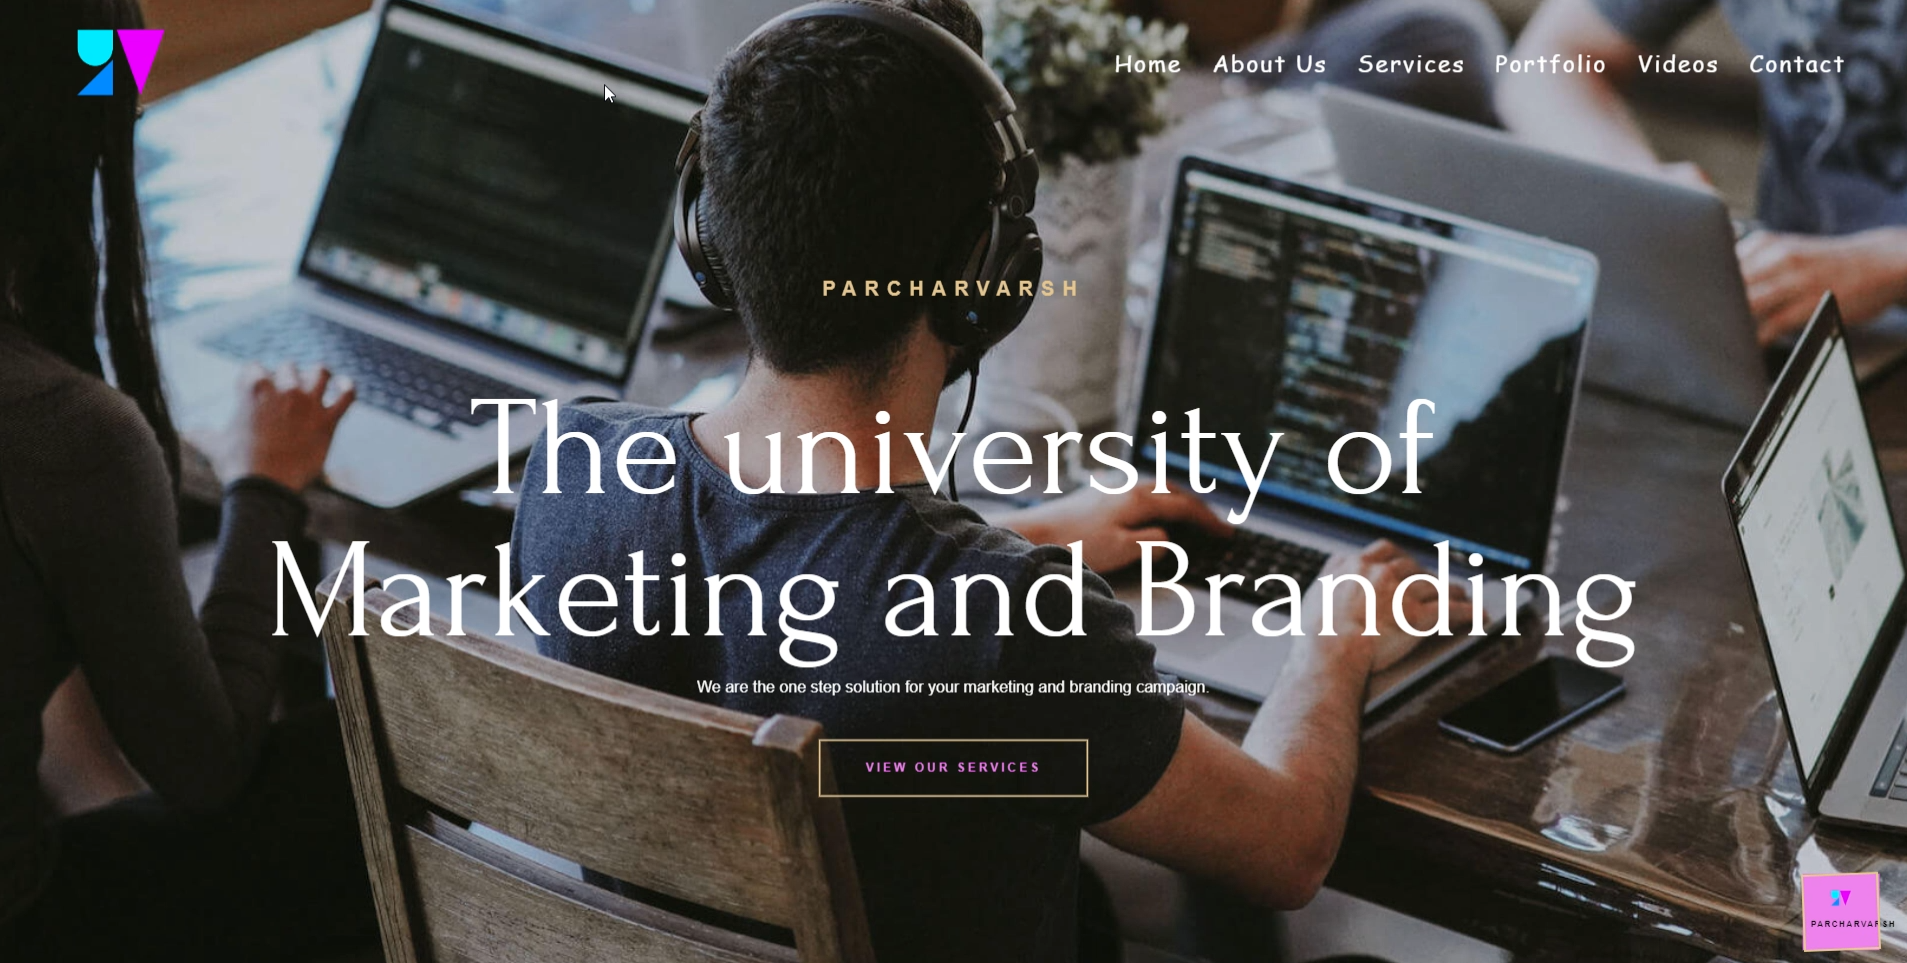 Home About Us Services Portfolio Videos Contact
PARCHARVARSH
The university of
Marketing and Branding
We are the one step solution for your marketing and branding campaign.
VIEW OUR SERVICES
PARCHARVARSH